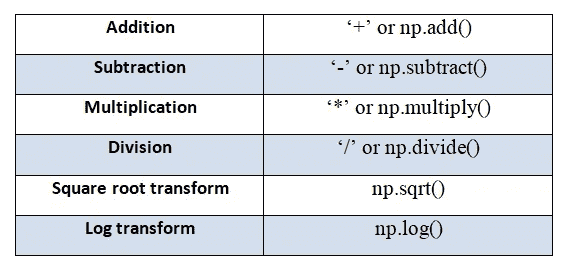 Addition ‘+’ or np.add()
Subtraction ‘-’ or np.subtract()
Multiplication ‘*’ or np.multiply()
Division ‘/’ or np.divide()
Square root transform np.sqrt()
Log transform np.log()